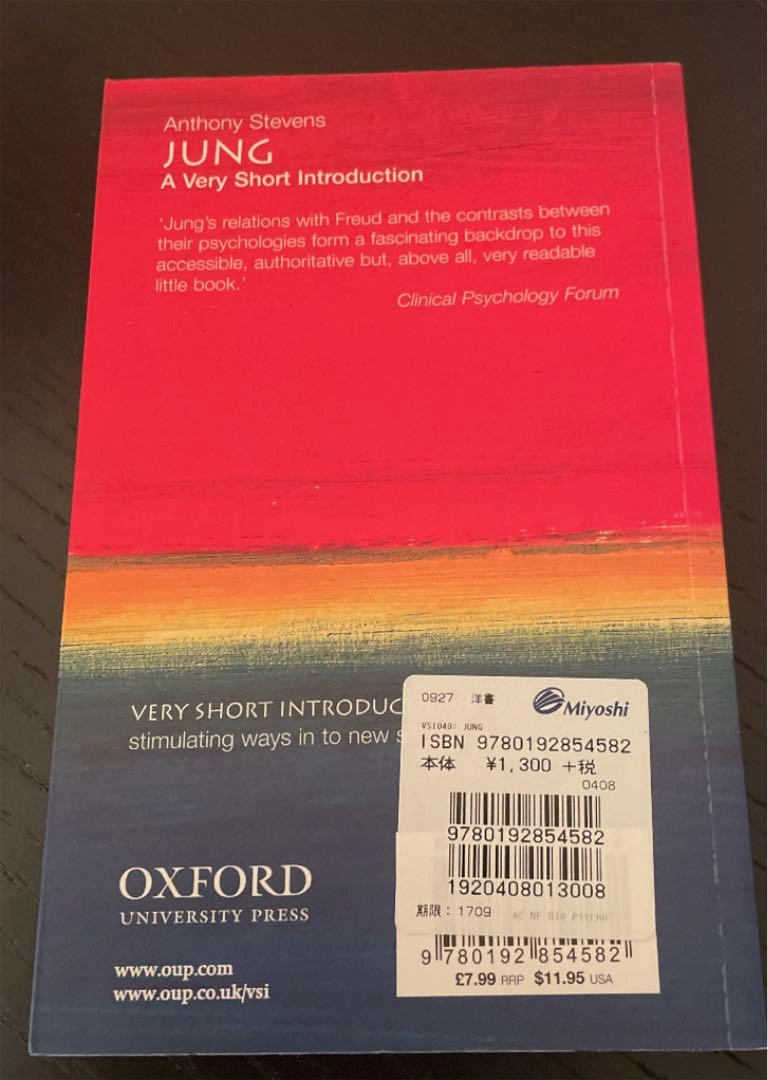 Anthony Stevens
JUNG
A Very Short Introduction
'Jung's relations with Freud and the contrasts between
their psychologies form a fascinating backdrop to this
accessible, authoritative but, above all, very readable
little book.'
Clinical Psychology Forum
VERY SHORT INTRODUC
stimulating ways in to new s
0927 洋書 Miyoshi
VSI040: JUNG
ISBN 9780192854582
本体 ¥1,300 +税
0408
9780192854582
1920408013008
期限: 1709 AC NF BIO PSYCHO
9 780192 854582
£7.99 RRP $11.95 USA
OXFORD
UNIVERSITY PRESS
www.oup.com
www.oup.co.uk/vsi